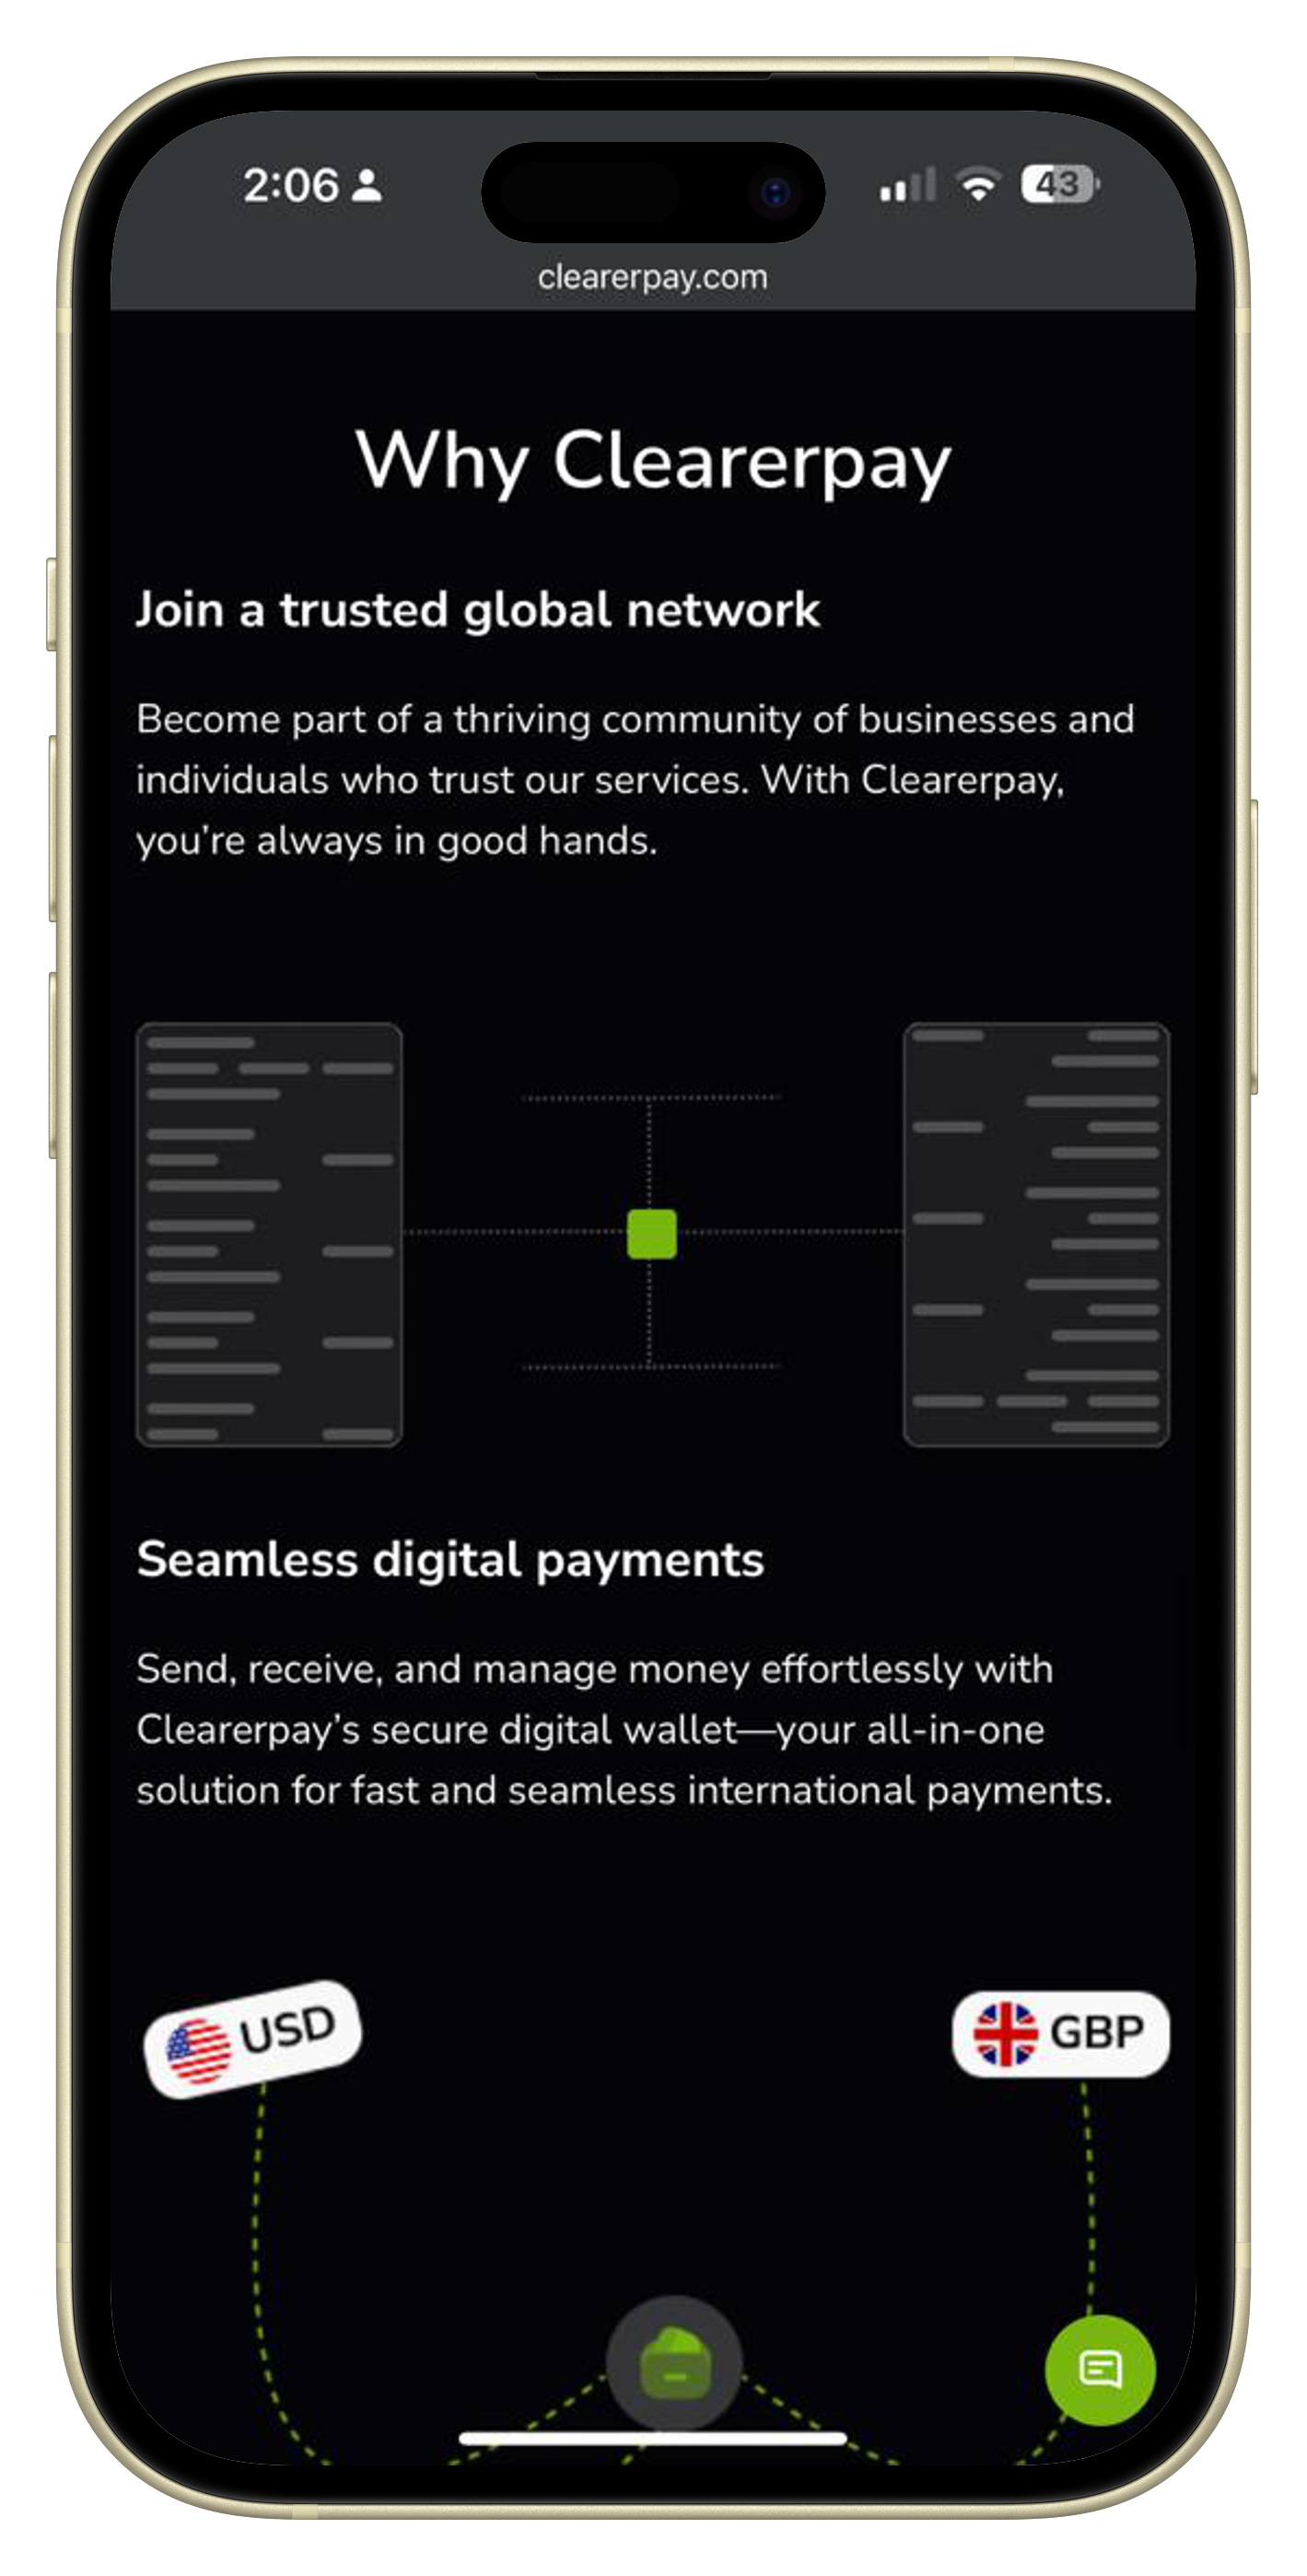 2:06
43
clearerpay.com
Why Clearerpay
Join a trusted global network
Become part of a thriving community of businesses and
individuals who trust our services. With Clearerpay,
you're always in good hands.
Seamless digital payments
Send, receive, and manage money effortlessly with
Clearerpay's secure digital wallet—your all-in-one
solution for fast and seamless international payments.
USD
GBP